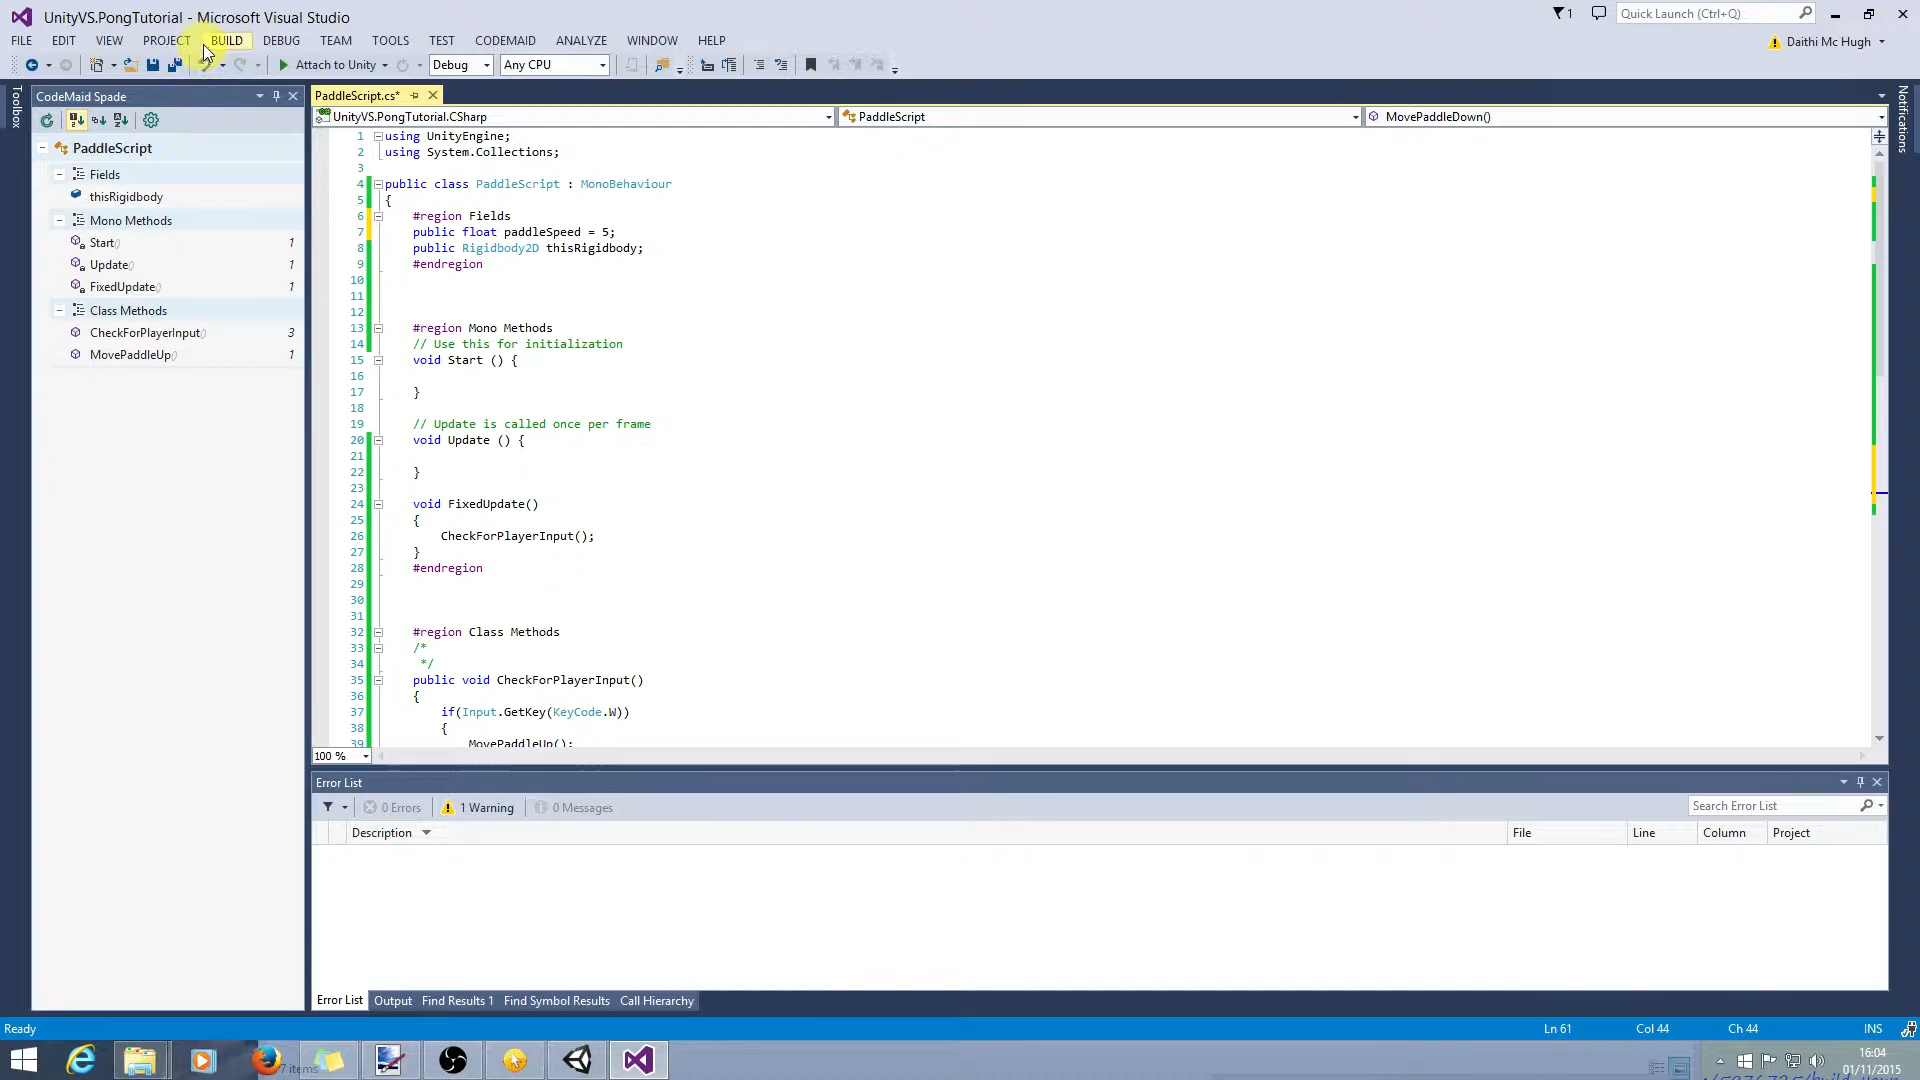 UnityVS.PongTutorial - Microsoft Visual Studio
1
Quick Launch (Ctrl+Q)
FILE EDIT VIEW PROJECT BUILD DEBUG TEAM TOOLS TEST CODEMAID ANALYZE WINDOW HELP
Daithi Mc Hugh
Attach to Unity Debug Any CPU
Toolbox
CodeMaid Spade
PaddleScript
Fields
thisRigidbody
Mono Methods
Start() 1
Update() 1
FixedUpdate() 1
Class Methods
CheckForPlayerInput() 3
MovePaddleUp() 1
PaddleScript.cs*
UnityVS.PongTutorial.CSharp PaddleScript MovePaddleDown()
1 using UnityEngine;
2 using System.Collections;
3
4 public class PaddleScript : MonoBehaviour
5 {
6 #region Fields
7 public float paddleSpeed = 5;
8 public Rigidbody2D thisRigidbody;
9 #endregion
10
11
12
13 #region Mono Methods
14 // Use this for initialization
15 void Start () {
16
17 }
18
19 // Update is called once per frame
20 void Update () {
21
22 }
23
24 void FixedUpdate()
25 {
26 CheckForPlayerInput();
27 }
28 #endregion
29
30
31
32 #region Class Methods
33 /*
34 */
35 public void CheckForPlayerInput()
36 {
37 if(Input.GetKey(KeyCode.W))
38 {
39 MovePaddleUp();
100 %
Notifications
Error List
0 Errors 1 Warning 0 Messages
Search Error List
Description File Line Column Project
Error List Output Find Results 1 Find Symbol Results Call Hierarchy
Ready Ln 61 Col 44 Ch 44 INS
7 items
16:04
01/11/2015